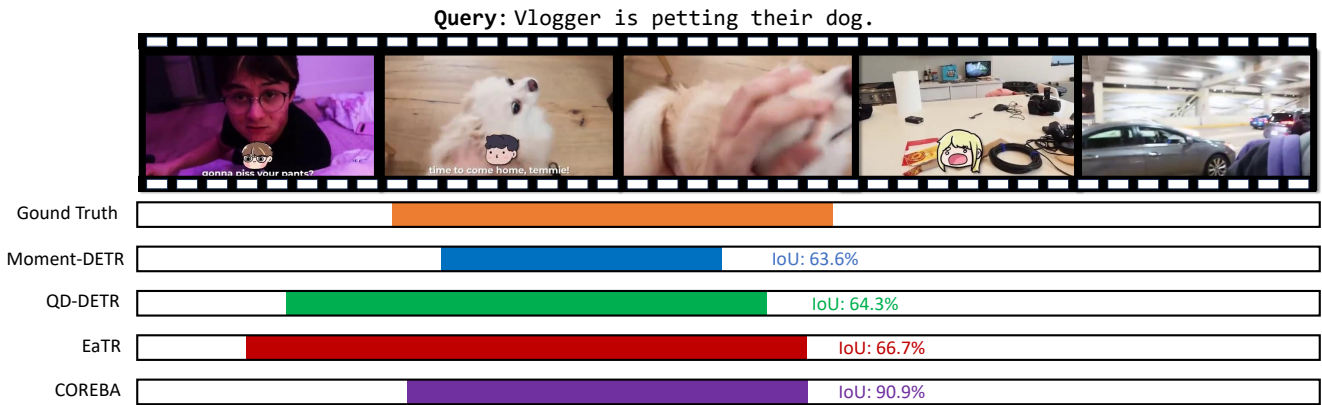 Query: Vlogger is petting their dog.
gonna piss your pants?
time to come home, temmie!
Gound Truth
Moment-DETR
IoU: 63.6%
QD-DETR
IoU: 64.3%
EaTR
IoU: 66.7%
COREBA
IoU: 90.9%